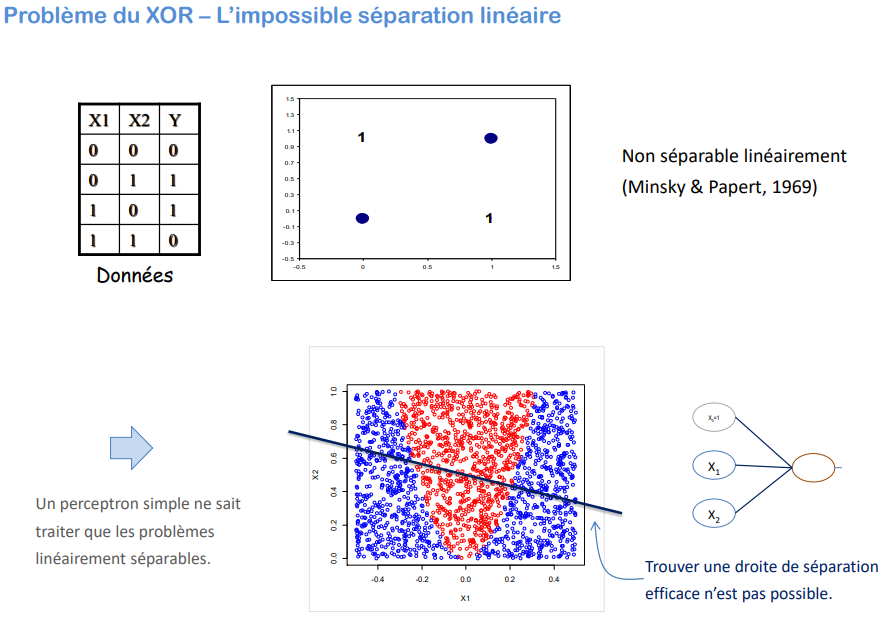 Problème du XOR – L'impossible séparation linéaire
X1 X2 Y
0 0 0
0 1 1
1 0 1
1 1 0
Données
1.5
1.3
1.1
0.9
0.7
0.5
0.3
0.1
-0.1
-0.3
-0.5
-0.5 0 0.5 1 1.5
1
1
Non séparable linéairement
(Minsky & Papert, 1969)
Un perceptron simple ne sait
traiter que les problèmes
linéairement séparables.
X2
1.0
0.8
0.6
0.4
0.2
0.0
-0.4 -0.2 0.0 0.2 0.4
X1
X0=1
X1
X2
Trouver une droite de séparation
efficace n'est pas possible.